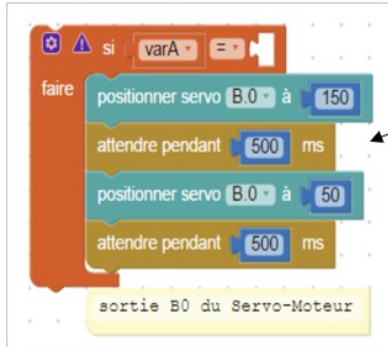 si varA =
faire
positionner servo B.0 à 150
attendre pendant 500 ms
positionner servo B.0 à 50
attendre pendant 500 ms
sortie B0 du Servo-Moteur